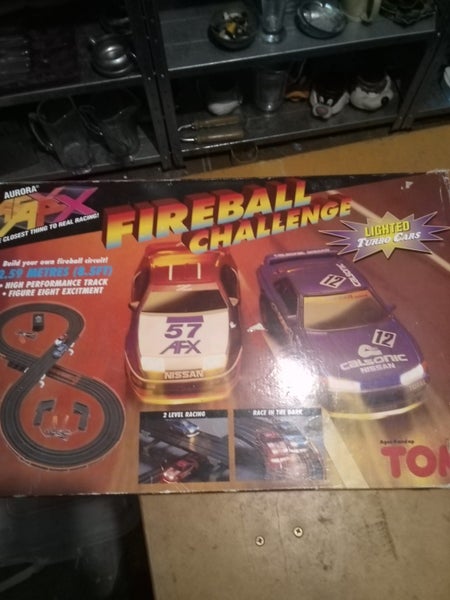 AURORA
AFX
CLOSEST THING TO REAL RACING!
FIREBALL
CHALLENGE
LIGHTED
TURBO CARS
Build your own fireball circuit!
2.59 METRES (8.5FT)
• HIGH PERFORMANCE TRACK
• FIGURE EIGHT EXCITMENT
57
AFX
NISSAN
12
12
CALSONIC
NISSAN
2 LEVEL RACING
RACE IN THE DARK
TOM